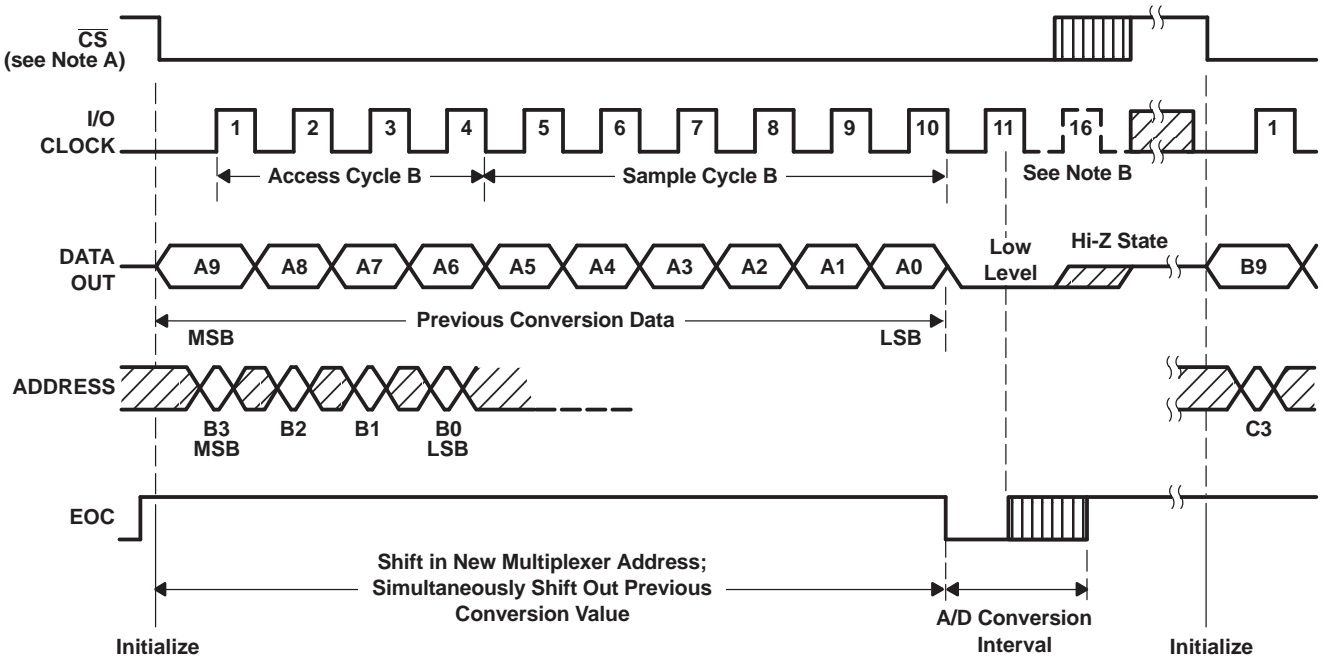 CS
(see Note A)
I/O
CLOCK
1 2 3 4 5 6 7 8 9 10 11 16 1
Access Cycle B
Sample Cycle B
See Note B
DATA
OUT
A9 A8 A7 A6 A5 A4 A3 A2 A1 A0
Low
Level
Hi-Z State
B9
Previous Conversion Data
MSB
LSB
ADDRESS
B3 B2 B1 B0
MSB LSB
C3
EOC
Shift in New Multiplexer Address;
Simultaneously Shift Out Previous
Conversion Value
A/D Conversion
Interval
Initialize
Initialize